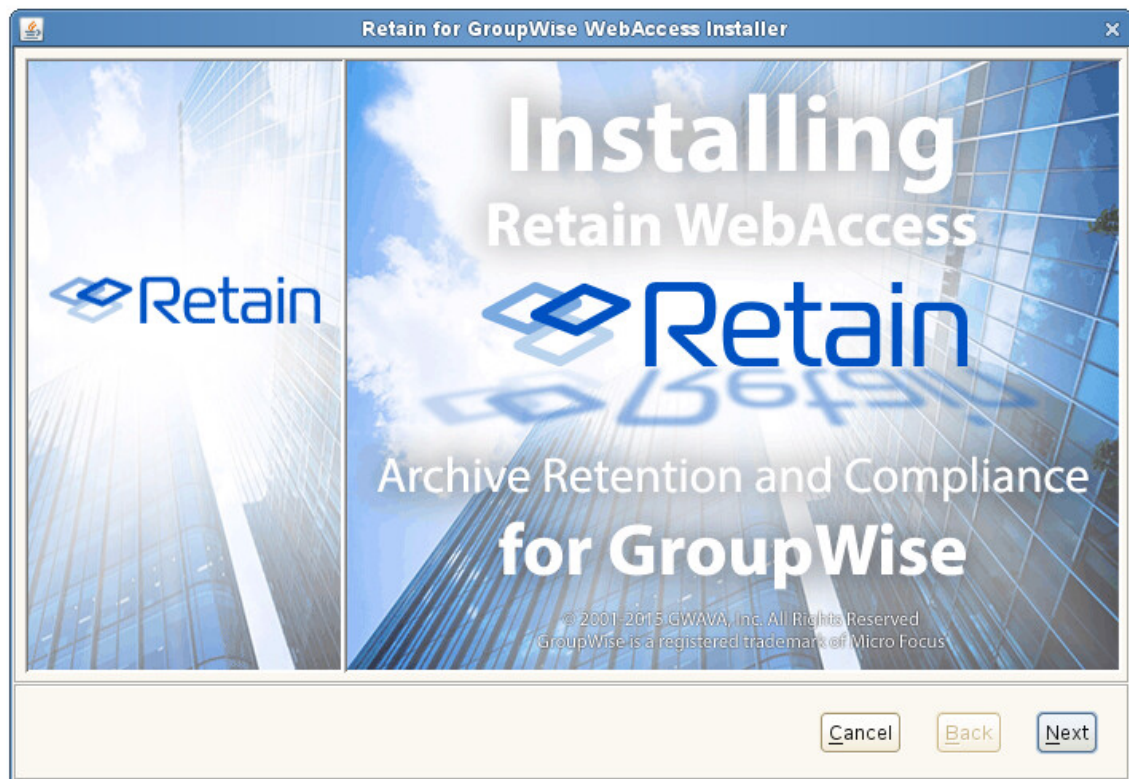 Retain for GroupWise WebAccess Installer
Retain
Installing
Retain WebAccess
Retain
Archive Retention and Compliance
for GroupWise
© 2001-2015 GWAVA, Inc. All Rights Reserved
GroupWise is a registered trademark of Micro Focus
Cancel
Back
Next